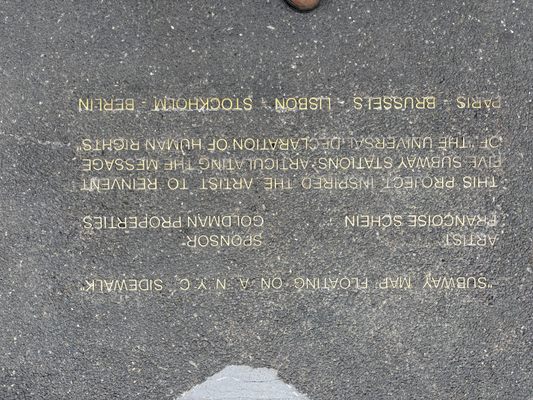 "SUBWAY MAP FLOATING ON A N.Y.C. SIDEWALK"
ARTIST SPONSOR
FRANÇOISE SCHEIN GOLDMAN PROPERTIES
THIS PROJECT INSPIRED THE ARTIST TO REINVENT
FIVE SUBWAY STATIONS ARTICULATING THE MESSAGE
OF "THE UNIVERSAL DECLARATION OF HUMAN RIGHTS"
PARIS - BRUSSELS - LISBON - STOCKHOLM - BERLIN